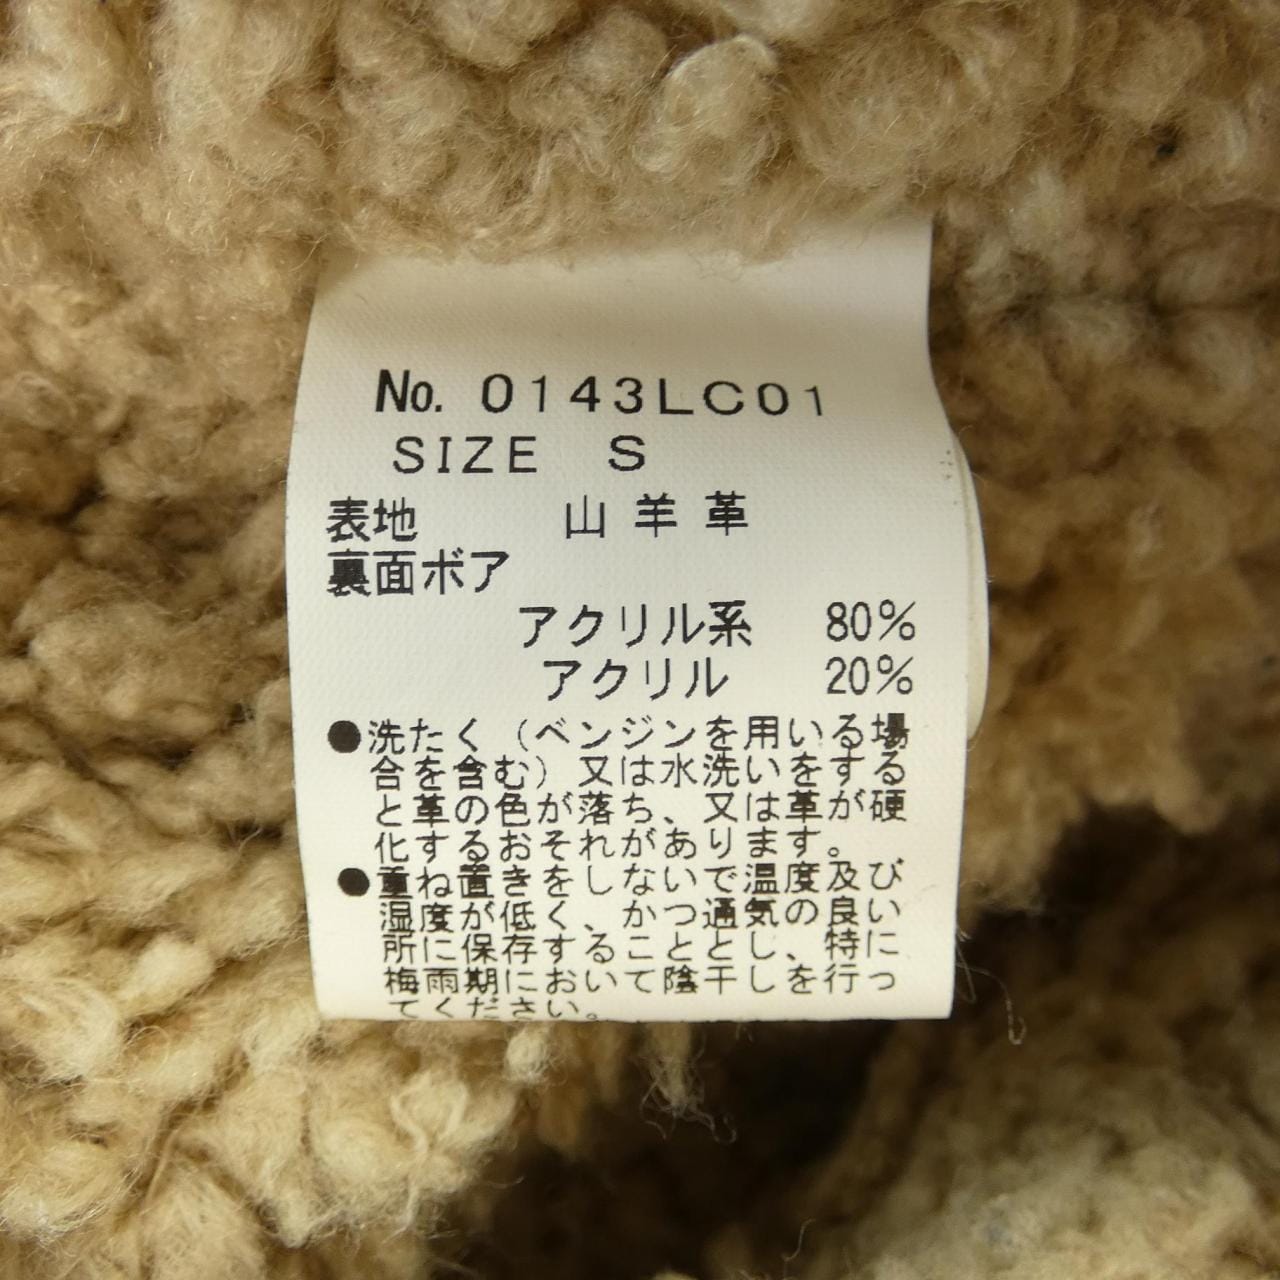 No. 0143LC01
SIZE S
表地 山羊革
裏面ボア
アクリル系 80%
アクリル 20%
●洗たく（ベンジンを用いる場
合を含む）又は水洗いをする
と革の色が落ち、又は革が硬
化するおそれがあります。
●重ね置きをしないで温度及び
湿度が低く、かつ通気の良い
所に保存することとし、特に
梅雨期において陰干しを行っ
てください。